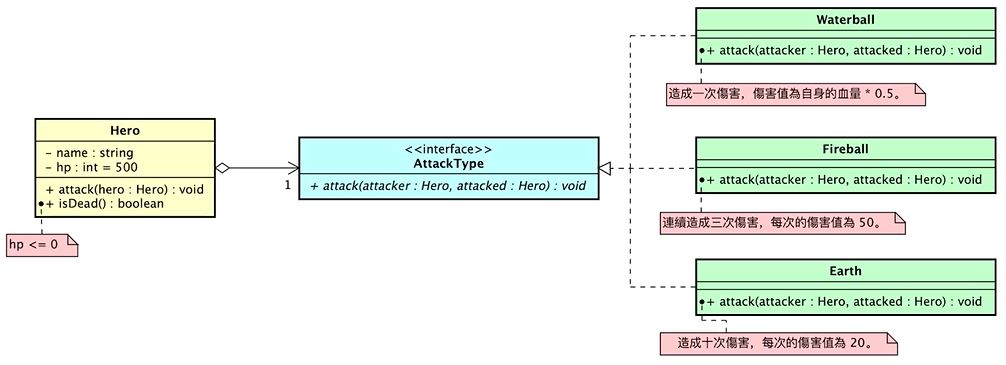 Hero
- name : string
- hp : int = 500
+ attack(hero : Hero) : void
+ isDead() : boolean
hp <= 0
1
<<interface>>
AttackType
+ attack(attacker : Hero, attacked : Hero) : void
Waterball
+ attack(attacker : Hero, attacked : Hero) : void
造成一次傷害，傷害值為自身的血量 * 0.5。
Fireball
+ attack(attacker : Hero, attacked : Hero) : void
連續造成三次傷害，每次的傷害值為 50。
Earth
+ attack(attacker : Hero, attacked : Hero) : void
造成十次傷害，每次的傷害值為 20。